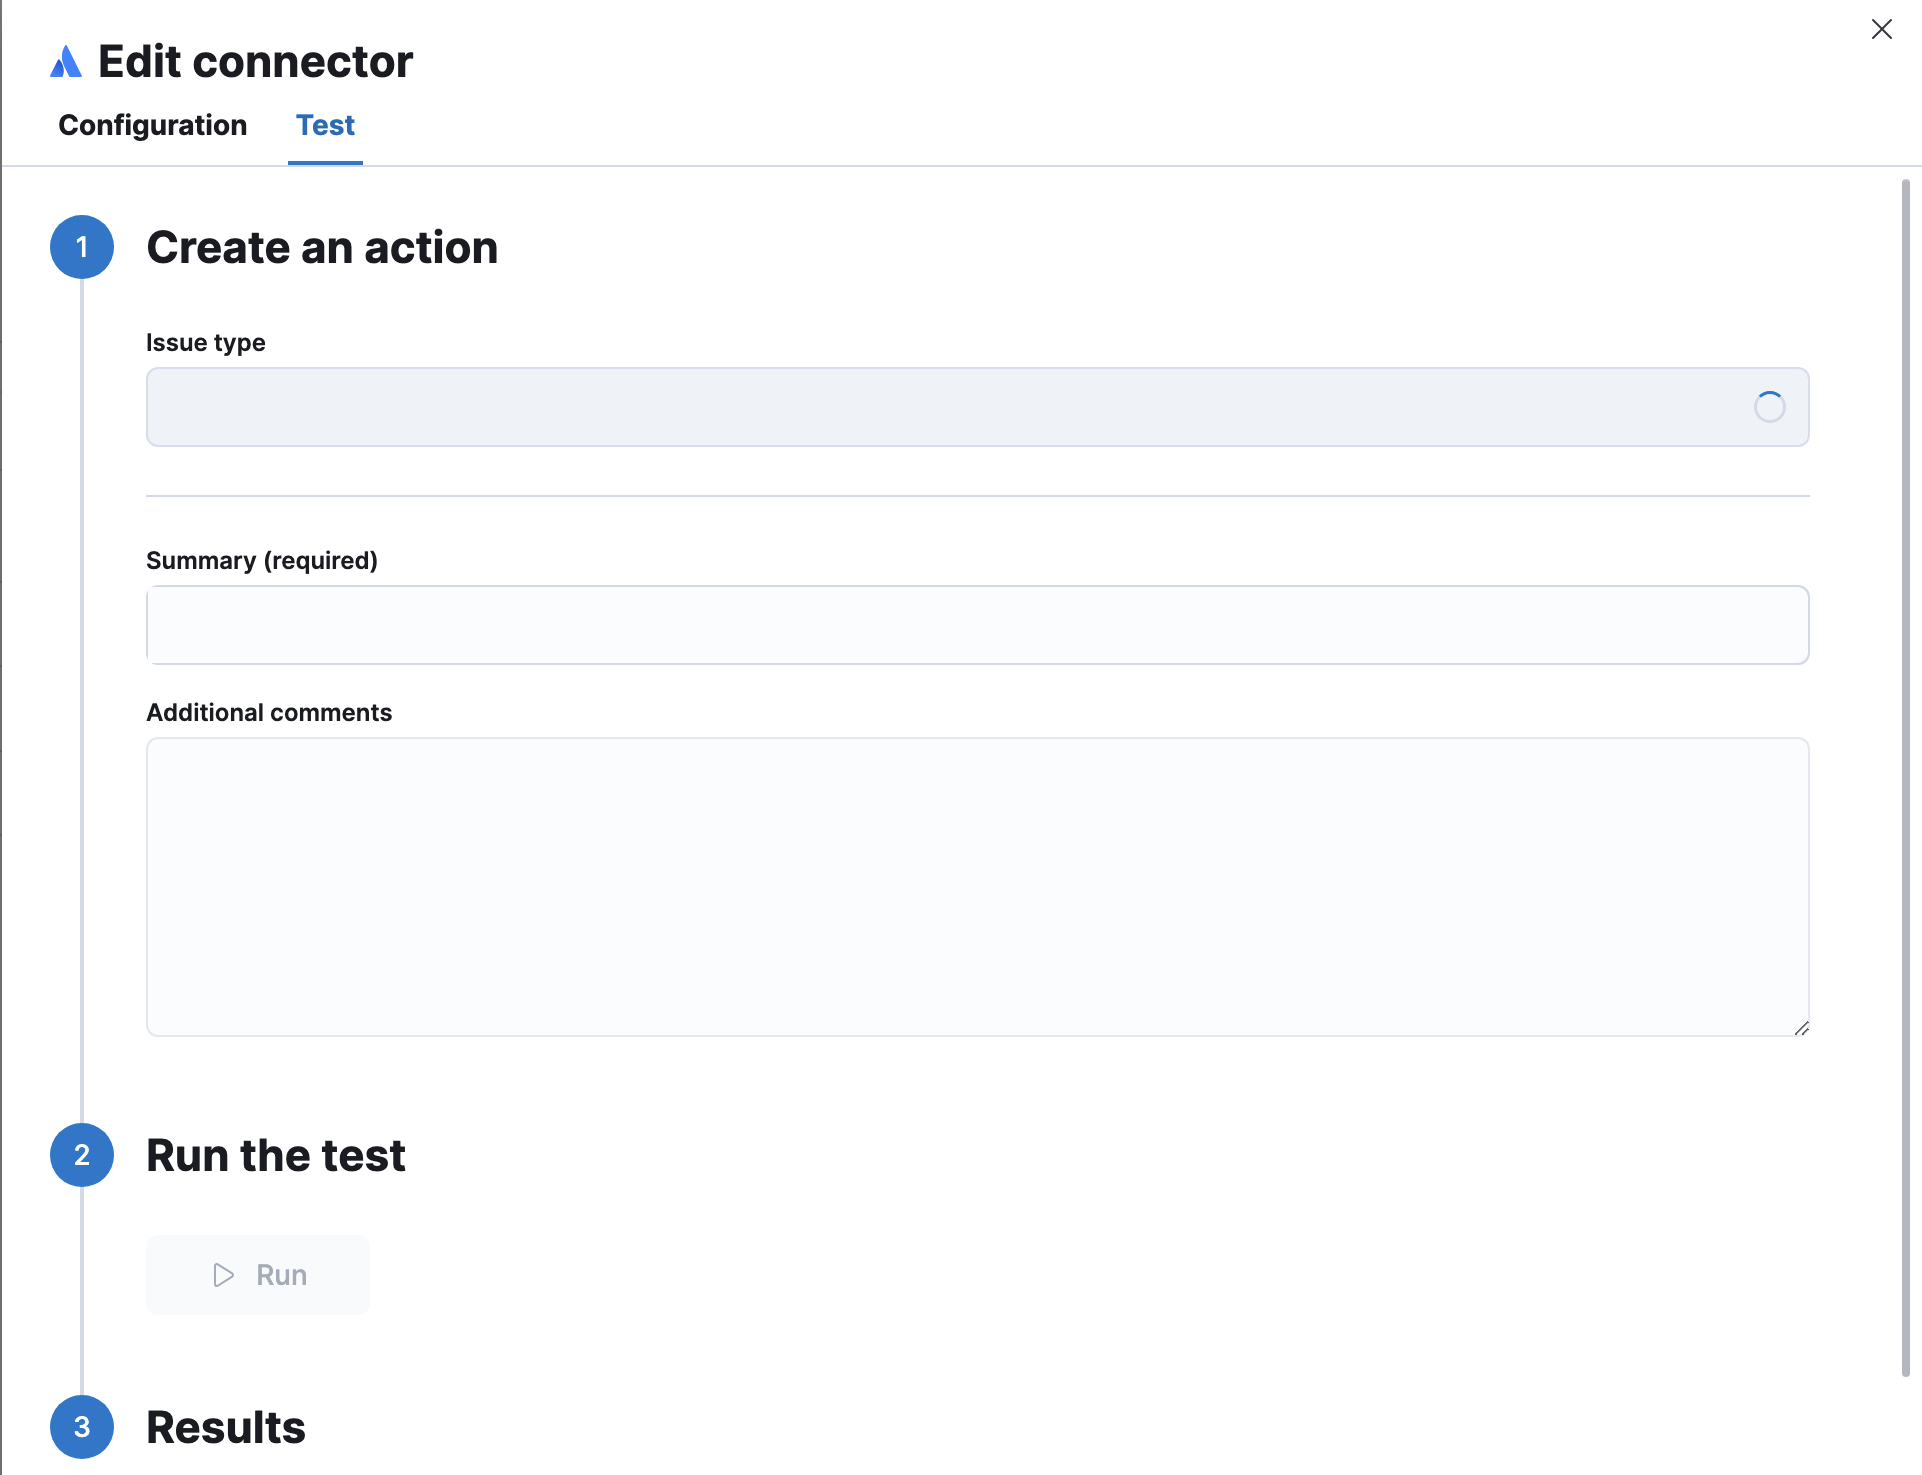 Edit connector
Configuration Test
1 Create an action
Issue type
Summary (required)
Additional comments
2 Run the test
Run
3 Results